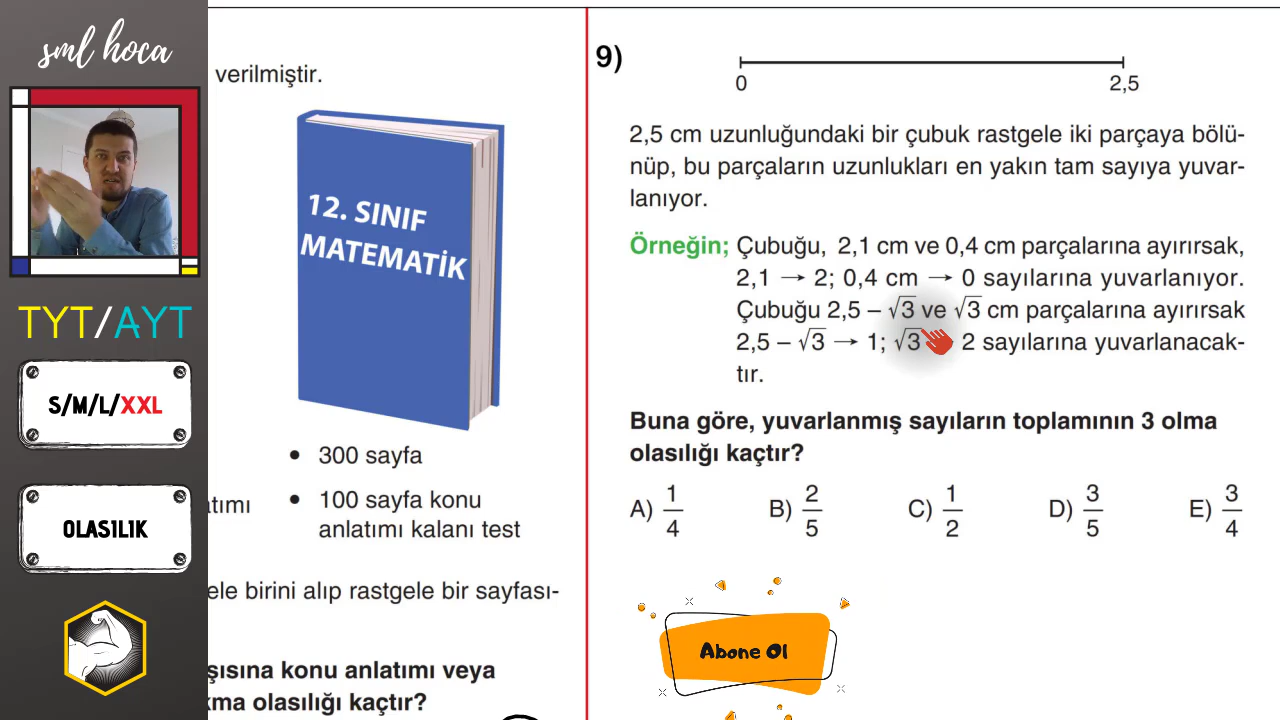 sml hoca
TYT/AYT
S/M/L/XXL
OLASILIK
verilmiştir.
12. SINIF
MATEMATİK
• 300 sayfa
• 100 sayfa konu
anlatımı kalanı test
atımı
ele birini alıp rastgele bir sayfası-
şısına konu anlatımı veya
kma olasılığı kaçtır?
9)
0 2,5
2,5 cm uzunluğundaki bir çubuk rastgele iki parçaya bölü-
nüp, bu parçaların uzunlukları en yakın tam sayıya yuvar-
lanıyor.
Örneğin; Çubuğu, 2,1 cm ve 0,4 cm parçalarına ayırırsak,
2,1 → 2; 0,4 cm → 0 sayılarına yuvarlanıyor.
Çubuğu 2,5 – √3 ve √3 cm parçalarına ayırırsak
2,5 – √3 → 1; √3 2 sayılarına yuvarlanacak-
tır.
Buna göre, yuvarlanmış sayıların toplamının 3 olma
olasılığı kaçtır?
A) 1/4 B) 2/5 C) 1/2 D) 3/5 E) 3/4
Abone Ol